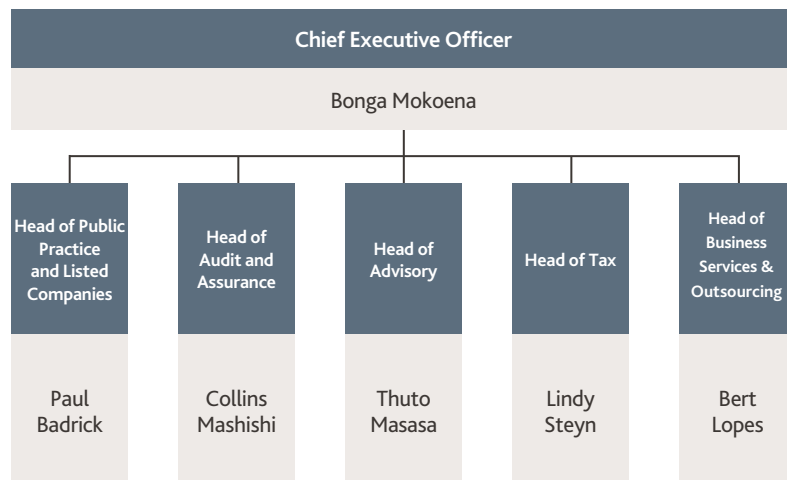 Chief Executive Officer
Bonga Mokoena
Head of Public
Practice
and Listed
Companies
Paul
Badrick
Head of
Audit and
Assurance
Collins
Mashishi
Head of
Advisory
Thuto
Masasa
Head of Tax
Lindy
Steyn
Head of
Business
Services &
Outsourcing
Bert
Lopes